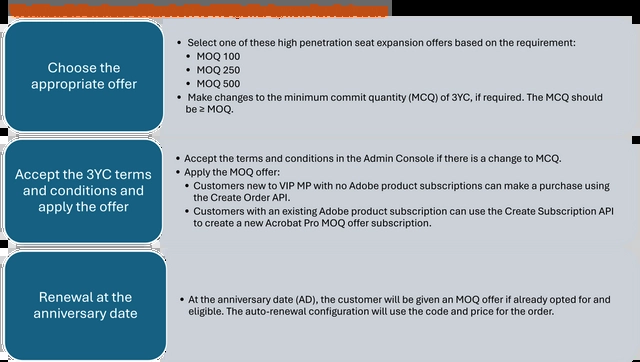 Choose the
appropriate offer
• Select one of these high penetration seat expansion offers based on the requirement:
• MOQ 100
• MOQ 250
• MOQ 500
• Make changes to the minimum commit quantity (MCQ) of 3YC, if required. The MCQ should
be ≥ MOQ.
Accept the 3YC terms
and conditions and
apply the offer
• Accept the terms and conditions in the Admin Console if there is a change to MCQ.
• Apply the MOQ offer:
• Customers new to VIP MP with no Adobe product subscriptions can make a purchase using
the Create Order API.
• Customers with an existing Adobe product subscription can use the Create Subscription API
to create a new Acrobat Pro MOQ offer subscription.
Renewal at the
anniversary date
• At the anniversary date (AD), the customer will be given an MOQ offer if already opted for and
eligible. The auto-renewal configuration will use the code and price for the order.